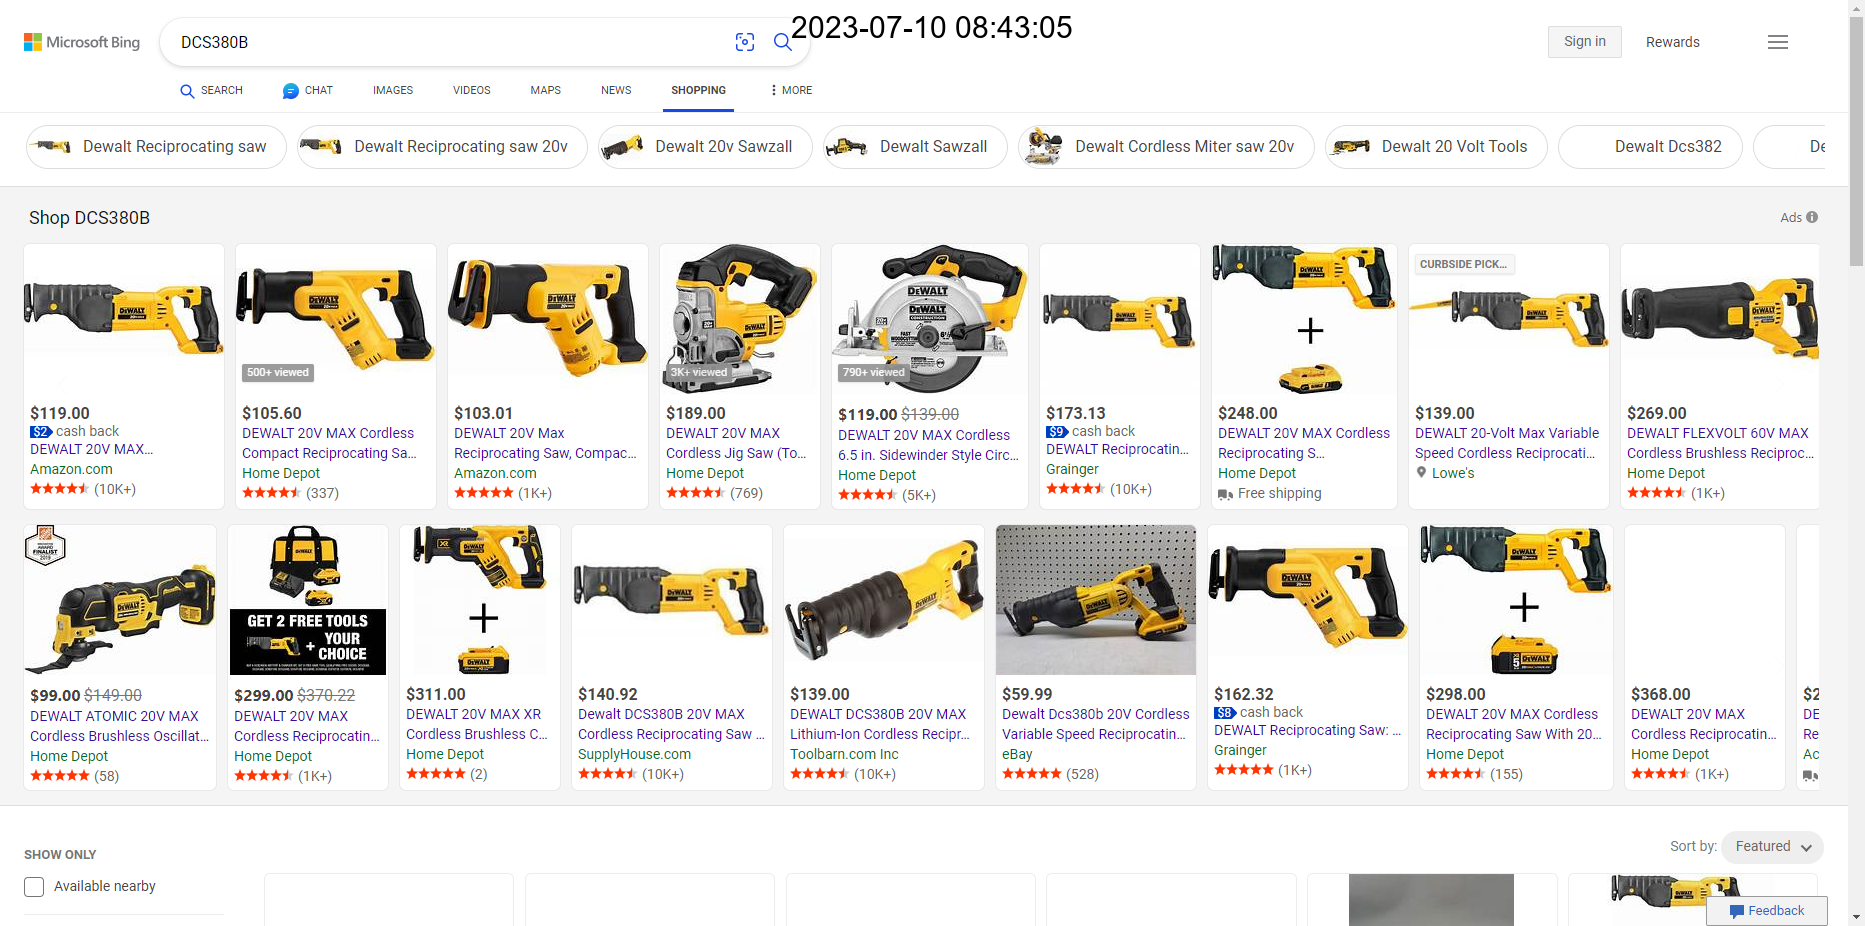 Microsoft Bing
DCS380B
2023-07-10 08:43:05
Sign in
Rewards
SEARCH
CHAT
IMAGES
VIDEOS
MAPS
NEWS
SHOPPING
MORE
Dewalt Reciprocating saw
Dewalt Reciprocating saw 20v
Dewalt 20v Sawzall
Dewalt Sawzall
Dewalt Cordless Miter saw 20v
Dewalt 20 Volt Tools
Dewalt Dcs382
De
Shop DCS380B
Ads
$119.00
$2 cash back
DEWALT 20V MAX...
Amazon.com
(10K+)
500+ viewed
$105.60
DEWALT 20V MAX Cordless
Compact Reciprocating Sa...
Home Depot
(337)
$103.01
DEWALT 20V Max
Reciprocating Saw, Compac...
Amazon.com
(1K+)
3K+ viewed
$189.00
DEWALT 20V MAX
Cordless Jig Saw (To...
Home Depot
(769)
790+ viewed
$119.00 $139.00
DEWALT 20V MAX Cordless
6.5 in. Sidewinder Style Circ...
Home Depot
(5K+)
$173.13
$9 cash back
DEWALT Reciprocatin...
Grainger
(10K+)
$248.00
DEWALT 20V MAX Cordless
Reciprocating S...
Home Depot
Free shipping
CURBSIDE PICK...
$139.00
DEWALT 20-Volt Max Variable
Speed Cordless Reciprocati...
Lowe's
$269.00
DEWALT FLEXVOLT 60V MAX
Cordless Brushless Reciproc...
Home Depot
(1K+)
$99.00 $149.00
DEWALT ATOMIC 20V MAX
Cordless Brushless Oscillat...
Home Depot
(58)
GET 2 FREE TOOLS
YOUR
CHOICE
$299.00 $370.22
DEWALT 20V MAX
Cordless Reciprocatin...
Home Depot
(1K+)
$311.00
DEWALT 20V MAX XR
Cordless Brushless C...
Home Depot
(2)
$140.92
Dewalt DCS380B 20V MAX
Cordless Reciprocating Saw ...
SupplyHouse.com
(10K+)
$139.00
DEWALT DCS380B 20V MAX
Lithium-Ion Cordless Recipr...
Toolbarn.com Inc
(10K+)
$59.99
Dewalt Dcs380b 20V Cordless
Variable Speed Reciprocatin...
eBay
(528)
$162.32
$8 cash back
DEWALT Reciprocating Saw: ...
Grainger
(1K+)
$298.00
DEWALT 20V MAX Cordless
Reciprocating Saw With 20...
Home Depot
(155)
$368.00
DEWALT 20V MAX
Cordless Reciprocatin...
Home Depot
(1K+)
$2
DE
Re
Ac
SHOW ONLY
Available nearby
Sort by: Featured
Feedback